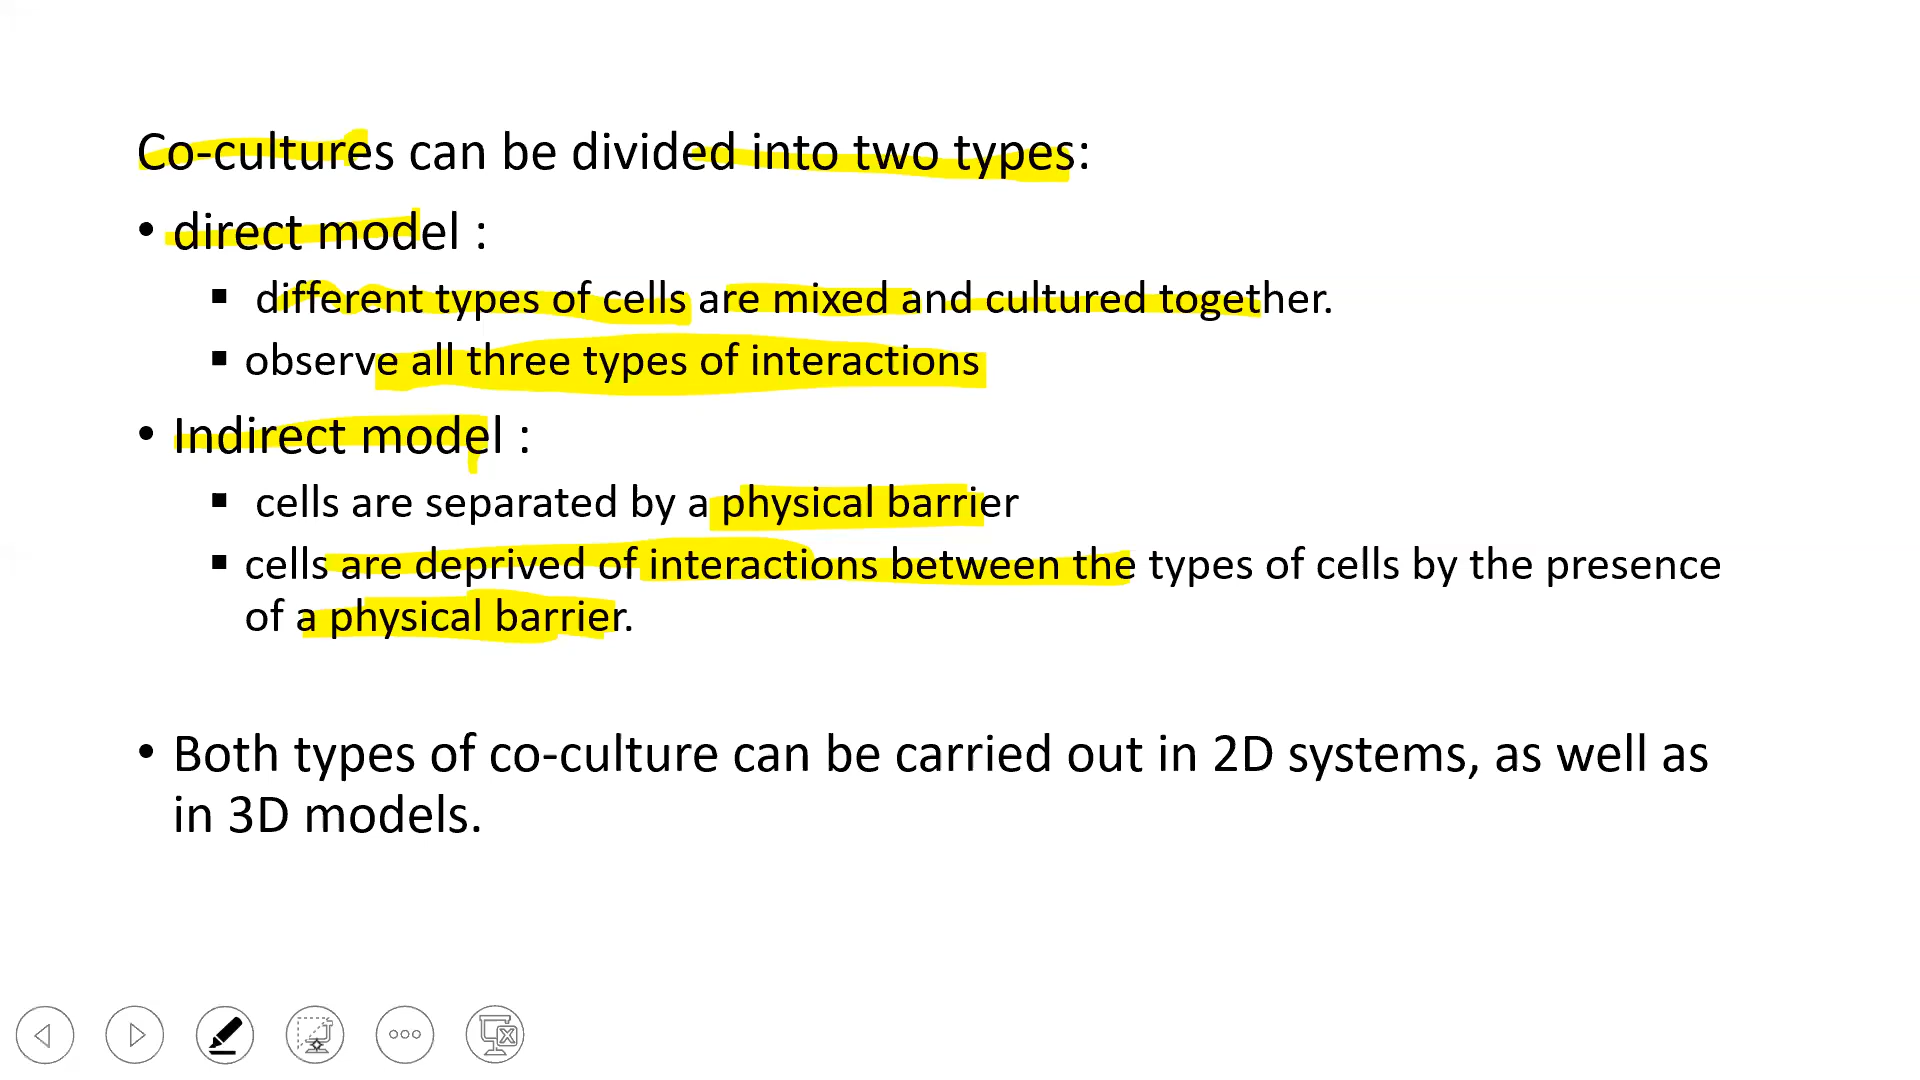 Co-cultures can be divided into two types:
• direct model :
▪ different types of cells are mixed and cultured together.
▪ observe all three types of interactions
• Indirect model :
▪ cells are separated by a physical barrier
▪ cells are deprived of interactions between the types of cells by the presence
of a physical barrier.
• Both types of co-culture can be carried out in 2D systems, as well as
in 3D models.